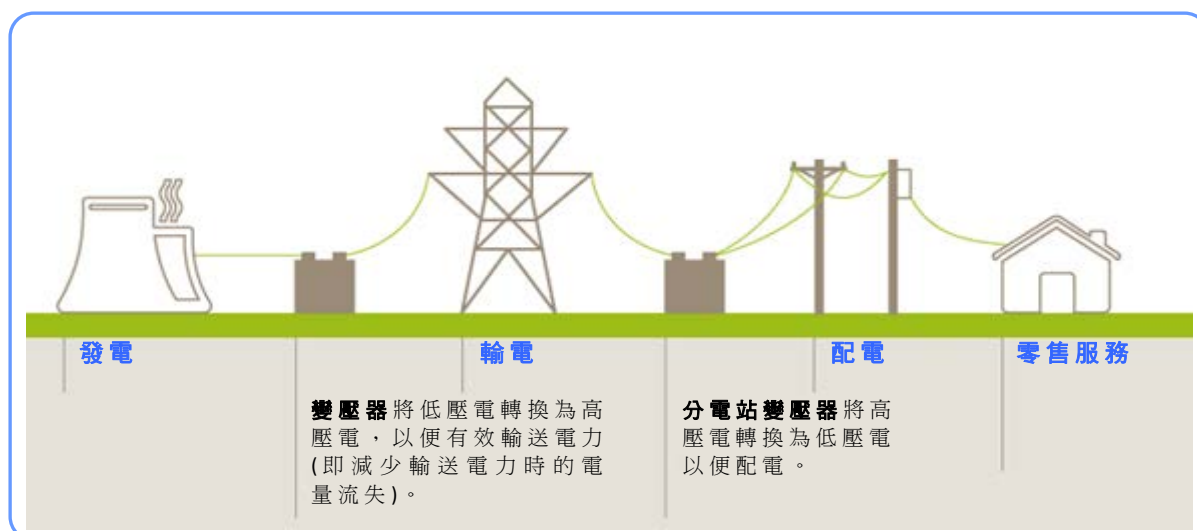 發電
輸電
配電
零售服務
變壓器將低壓電轉換為高
壓電，以便有效輸送電力
(即減少輸送電力時的電
量流失)。
分電站變壓器將高
壓電轉換為低壓電
以便配電。